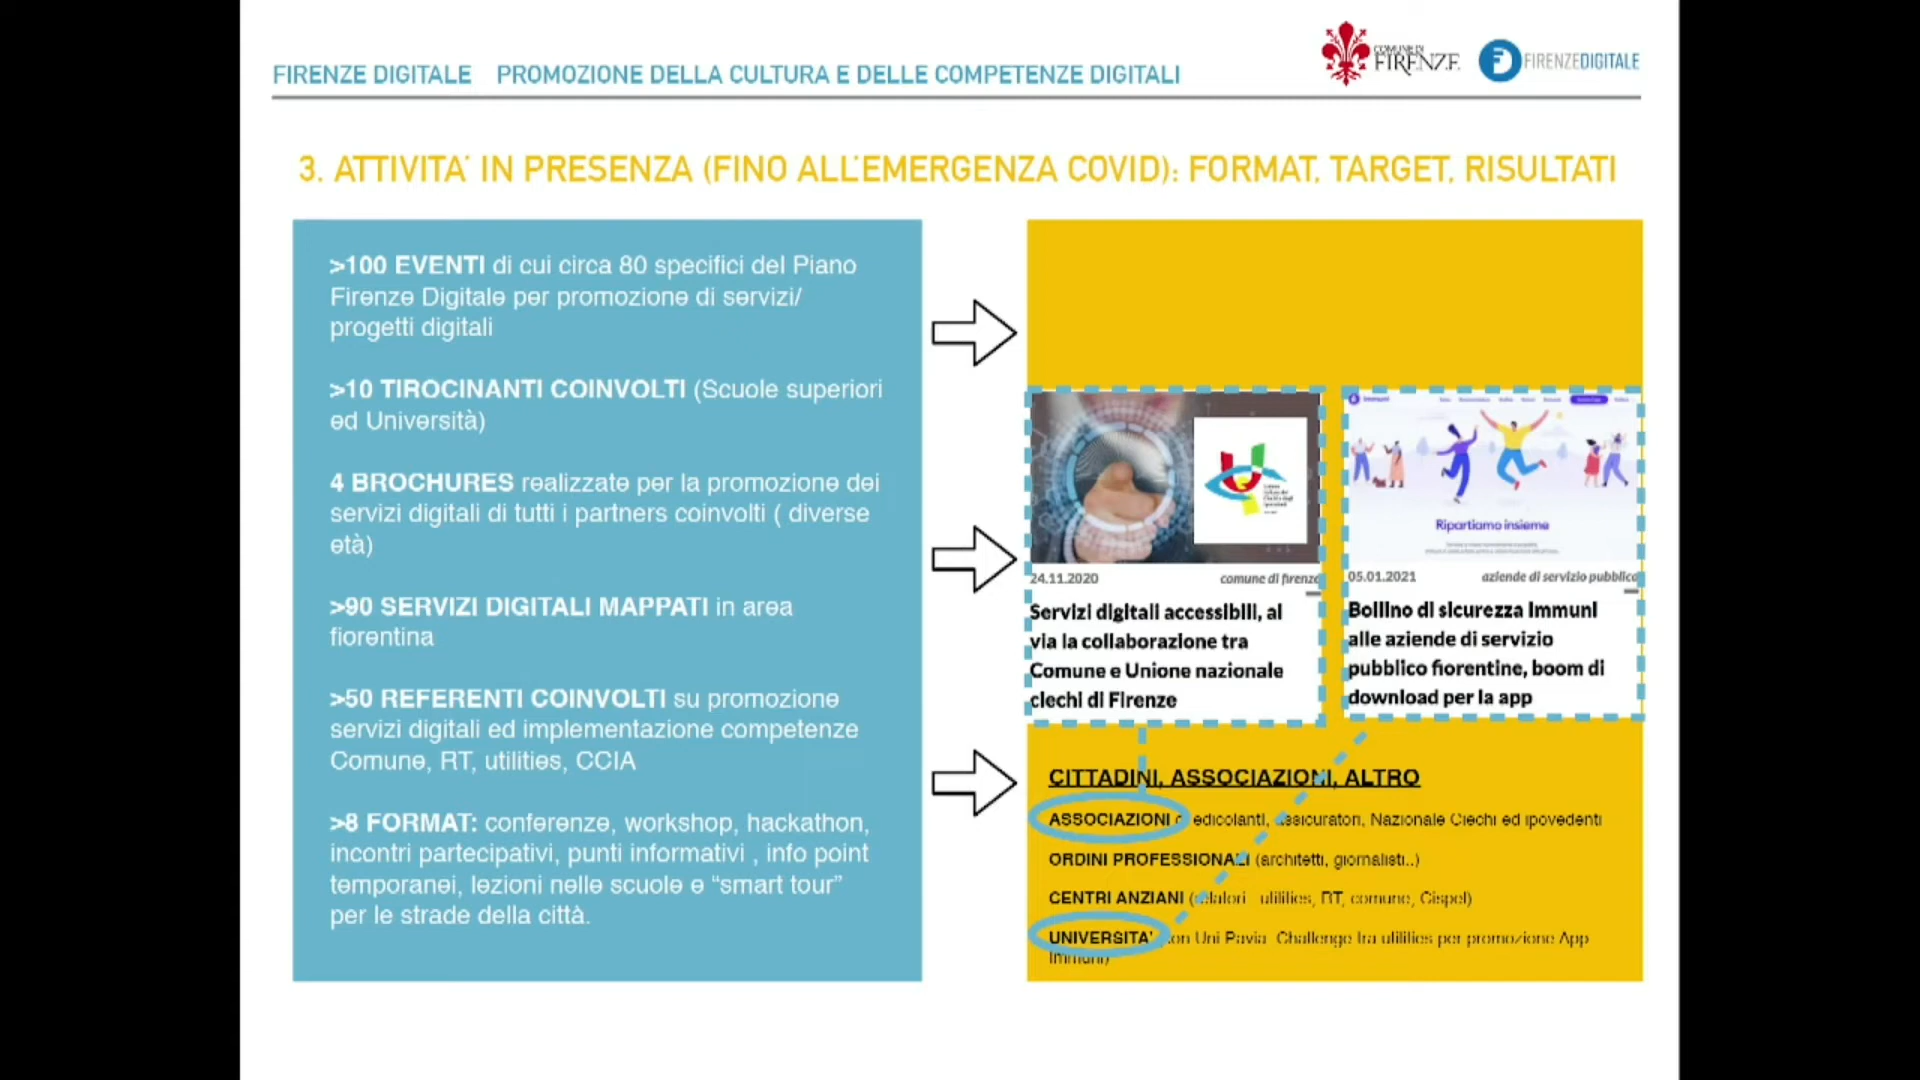 FIRENZE DIGITALE PROMOZIONE DELLA CULTURA E DELLE COMPETENZE DIGITALI
COMUNE DI
FIRENZE
FIRENZEDIGITALE
3. ATTIVITA' IN PRESENZA (FINO ALL'EMERGENZA COVID): FORMAT, TARGET, RISULTATI
>100 EVENTI di cui circa 80 specifici del Piano
Firenze Digitale per promozione di servizi/
progetti digitali
>10 TIROCINANTI COINVOLTI (Scuole superiori
ed Università)
4 BROCHURES realizzate per la promozione dei
servizi digitali di tutti i partners coinvolti ( diverse
età)
>90 SERVIZI DIGITALI MAPPATI in area
fiorentina
>50 REFERENTI COINVOLTI su promozione
servizi digitali ed implementazione competenze
Comune, RT, utilities, CCIA
>8 FORMAT: conferenze, workshop, hackathon,
incontri partecipativi, punti informativi , info point
temporanei, lezioni nelle scuole e “smart tour”
per le strade della città.
24.11.2020 comune di firenze
Servizi digitali accessibili, al
via la collaborazione tra
Comune e Unione nazionale
ciechi di Firenze
Immuni
Ripartiamo insieme
05.01.2021 aziende di servizio pubblico
Bollino di sicurezza Immuni
alle aziende di servizio
pubblico fiorentine, boom di
download per la app
CITTADINI, ASSOCIAZIONI, ALTRO
ASSOCIAZIONI edicolanti, assicuratori, Nazionale Ciechi ed ipovedenti
ORDINI PROFESSIONALI (architetti, giornalisti..)
CENTRI ANZIANI (relatori utilities, RT, comune, Cispel)
UNIVERSITA' con Uni Pavia Challenge tra utilities per promozione App
Immuni)